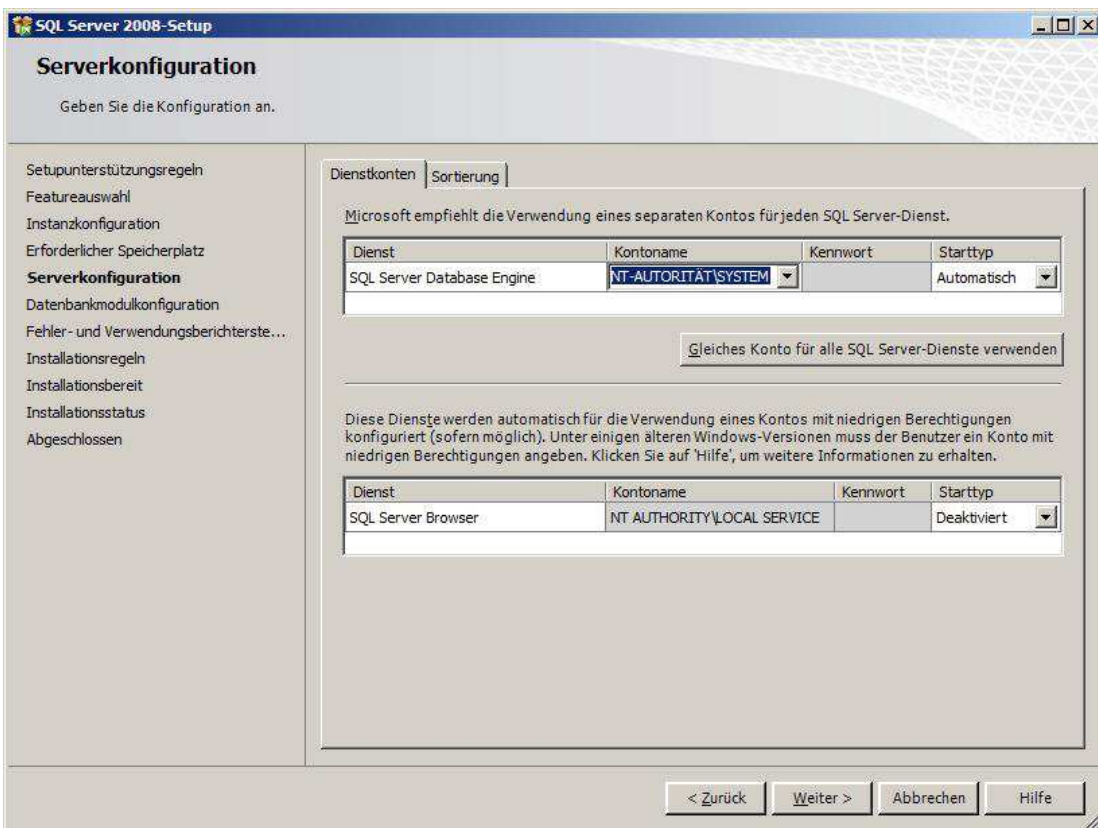 SQL Server 2008-Setup
Serverkonfiguration
Geben Sie die Konfiguration an.
Setupunterstützungsregeln
Featureauswahl
Instanzkonfiguration
Erforderlicher Speicherplatz
Serverkonfiguration
Datenbankmodulkonfiguration
Fehler- und Verwendungsberichterste...
Installationsregeln
Installationsbereit
Installationsstatus
Abgeschlossen
Dienstkonten Sortierung
Microsoft empfiehlt die Verwendung eines separaten Kontos für jeden SQL Server-Dienst.
Dienst Kontoname Kennwort Starttyp
SQL Server Database Engine NT-AUTORITÄT\SYSTEM Automatisch
Gleiches Konto für alle SQL Server-Dienste verwenden
Diese Dienste werden automatisch für die Verwendung eines Kontos mit niedrigen Berechtigungen
konfiguriert (sofern möglich). Unter einigen älteren Windows-Versionen muss der Benutzer ein Konto mit
niedrigen Berechtigungen angeben. Klicken Sie auf 'Hilfe', um weitere Informationen zu erhalten.
Dienst Kontoname Kennwort Starttyp
SQL Server Browser NT AUTHORITY\LOCAL SERVICE Deaktiviert
< Zurück Weiter > Abbrechen Hilfe